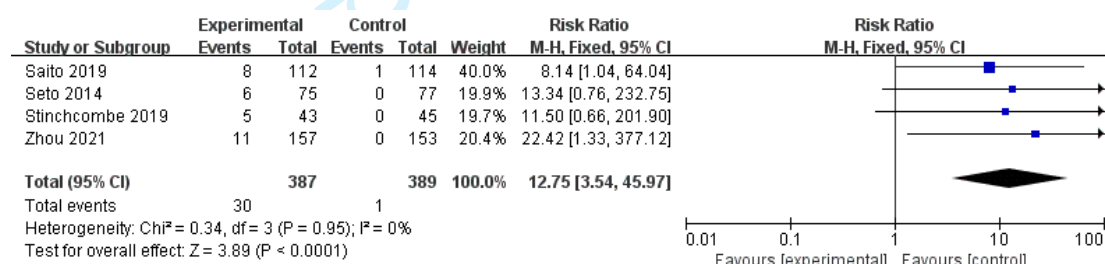 Experimental Control Risk Ratio Risk Ratio
Study or Subgroup Events Total Events Total Weight M-H, Fixed, 95% CI M-H, Fixed, 95% CI
Saito 2019 8 112 1 114 40.0% 8.14 [1.04, 64.04]
Seto 2014 6 75 0 77 19.9% 13.34 [0.76, 232.75]
Stinchcombe 2019 5 43 0 45 19.7% 11.50 [0.66, 201.90]
Zhou 2021 11 157 0 153 20.4% 22.42 [1.33, 377.12]
Total (95% CI) 387 389 100.0% 12.75 [3.54, 45.97]
Total events 30 1
Heterogeneity: Chi² = 0.34, df = 3 (P = 0.95); I² = 0%
Test for overall effect: Z = 3.89 (P < 0.0001)
0.01 0.1 1 10 100
Favours [experimental] Favours [control]